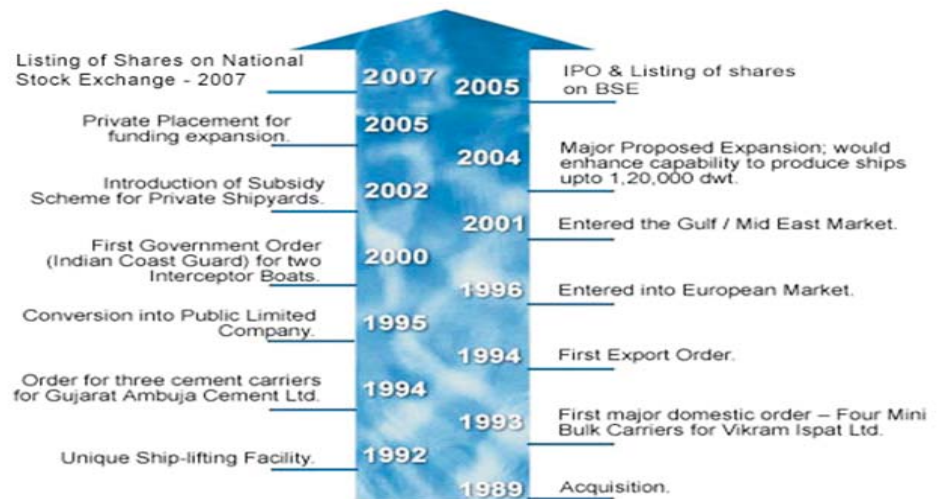 Listing of Shares on National
Stock Exchange - 2007
2007
2005
IPO & Listing of shares
on BSE
Private Placement for
funding expansion.
2005
2004
Major Proposed Expansion; would
enhance capability to produce ships
upto 1,20,000 dwt.
Introduction of Subsidy
Scheme for Private Shipyards.
2002
2001
Entered the Gulf / Mid East Market.
First Government Order
(Indian Coast Guard) for two
Interceptor Boats.
2000
1996
Entered into European Market.
Conversion into Public Limited
Company.
1995
1994
First Export Order.
Order for three cement carriers
for Gujarat Ambuja Cement Ltd.
1994
1993
First major domestic order – Four Mini
Bulk Carriers for Vikram Ispat Ltd.
Unique Ship-lifting Facility.
1992
1989
Acquisition.